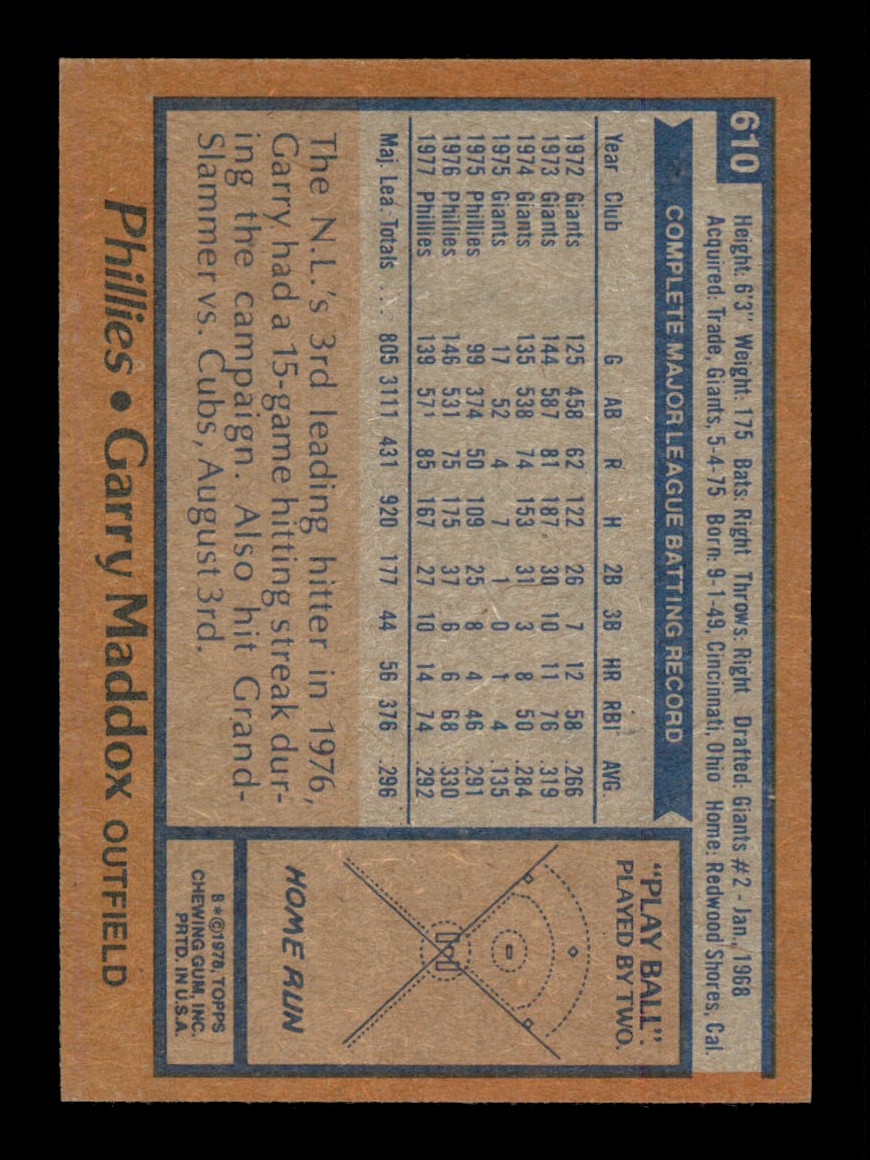 610
Height: 6'3" Weight: 175 Bats: Right Throws: Right Drafted: Giants #2 - Jan., 1968
Acquired: Trade, Giants, 5-4-75 Born: 9-1-49, Cincinnati, Ohio Home: Redwood Shores, Cal.
COMPLETE MAJOR LEAGUE BATTING RECORD
Year Club G AB R H 2B 3B HR RBI AVG.
1972 Giants 125 458 62 122 26 7 12 58 .266
1973 Giants 144 587 81 187 30 10 11 76 .319
1974 Giants 135 538 74 153 31 3 8 50 .284
1975 Giants 17 52 4 7 1 0 1 4 .135
1975 Phillies 99 374 50 109 25 8 4 46 .291
1976 Phillies 146 531 75 175 37 6 6 68 .330
1977 Phillies 139 571 85 167 27 10 14 74 .292
Maj. Lea. Totals .... 805 3111 431 920 177 44 56 376 .296
The N.L.'s 3rd leading hitter in 1976,
Garry had a 15-game hitting streak dur-
ing the campaign. Also hit Grand-
Slammer vs. Cubs, August 3rd.
"PLAY BALL".
PLAYED BY TWO.
HOME RUN
B*©1978, TOPPS
CHEWING GUM, INC.
PRTD. IN U.S.A.
Phillies • Garry Maddox OUTFIELD